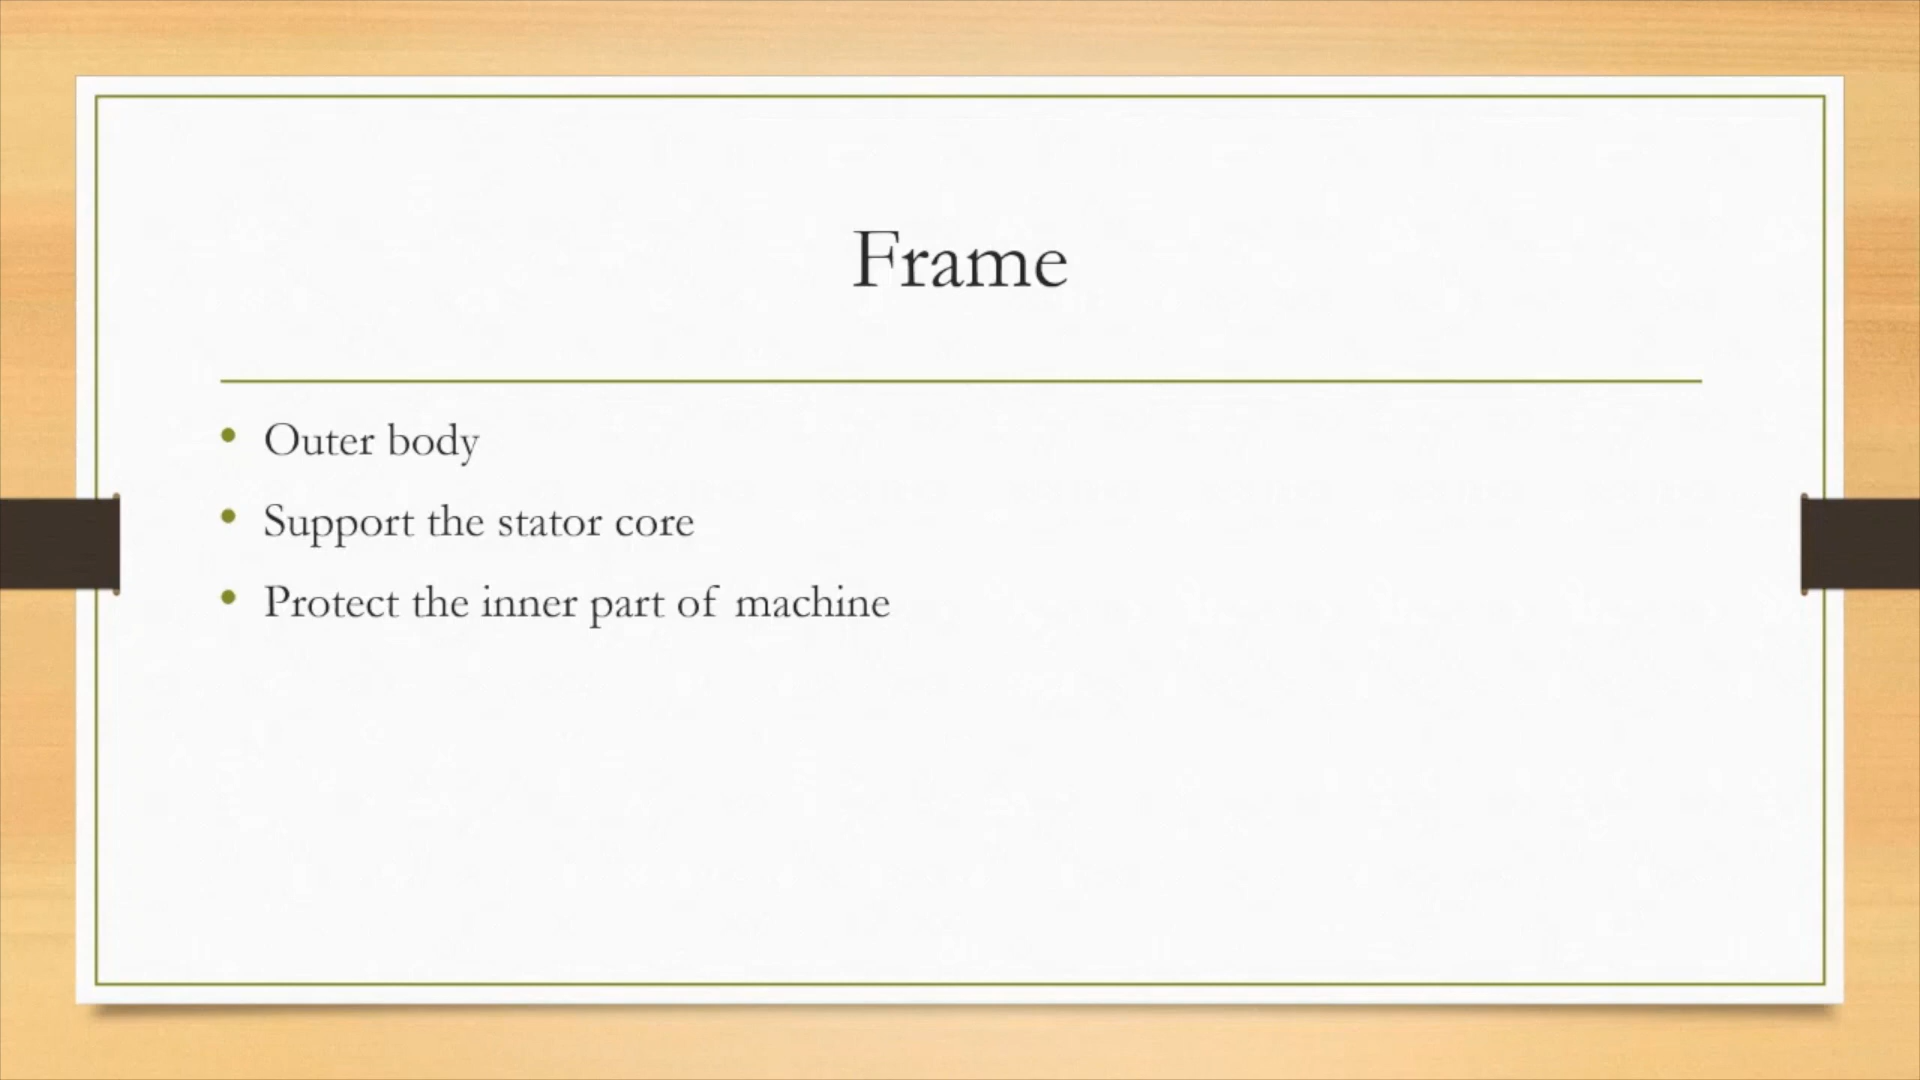 Frame
• Outer body
• Support the stator core
• Protect the inner part of machine